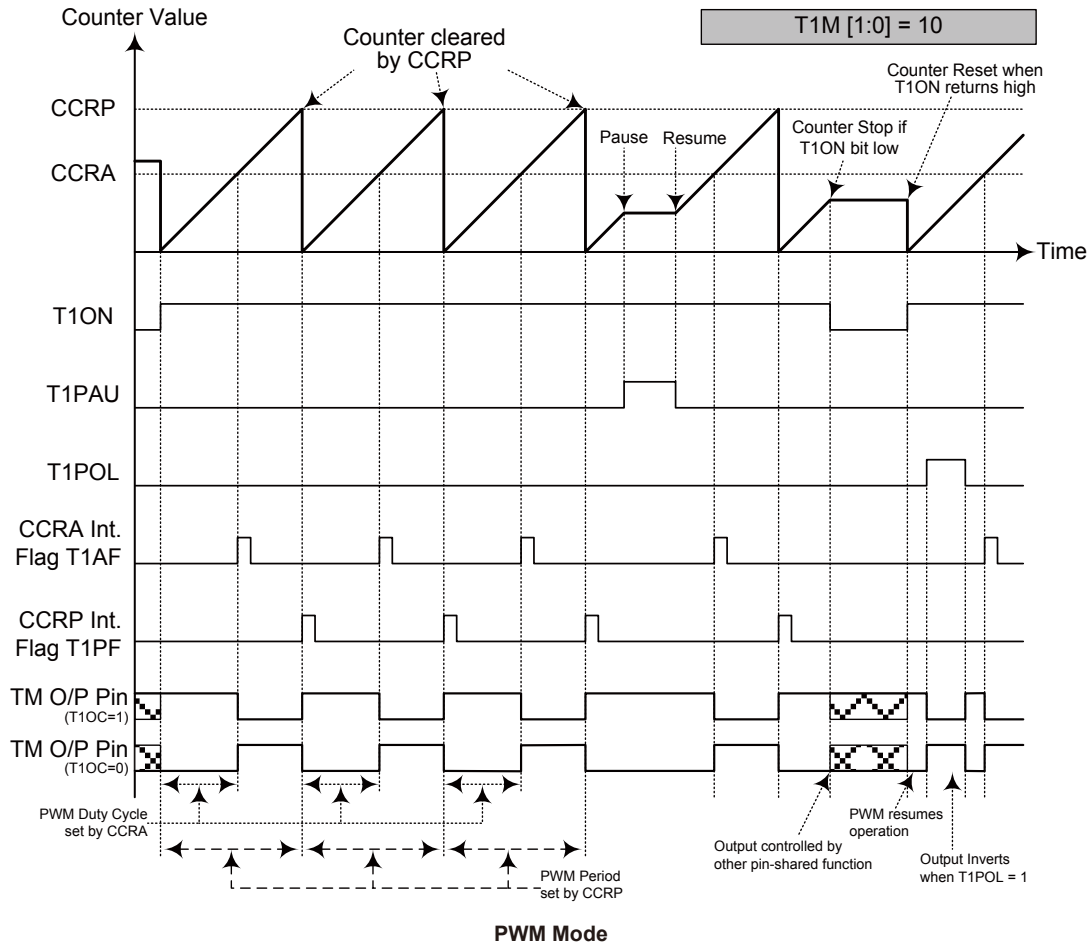 Counter Value
T1M [1:0] = 10
Counter cleared
by CCRP
Counter Reset when
T1ON returns high
CCRP
Pause
Resume
Counter Stop if
T1ON bit low
CCRA
Time
T1ON
T1PAU
T1POL
CCRA Int.
Flag T1AF
CCRP Int.
Flag T1PF
TM O/P Pin
(T1OC=1)
TM O/P Pin
(T1OC=0)
PWM Duty Cycle
set by CCRA
PWM resumes
operation
Output controlled by
other pin-shared function
Output Inverts
when T1POL = 1
PWM Period
set by CCRP
PWM Mode